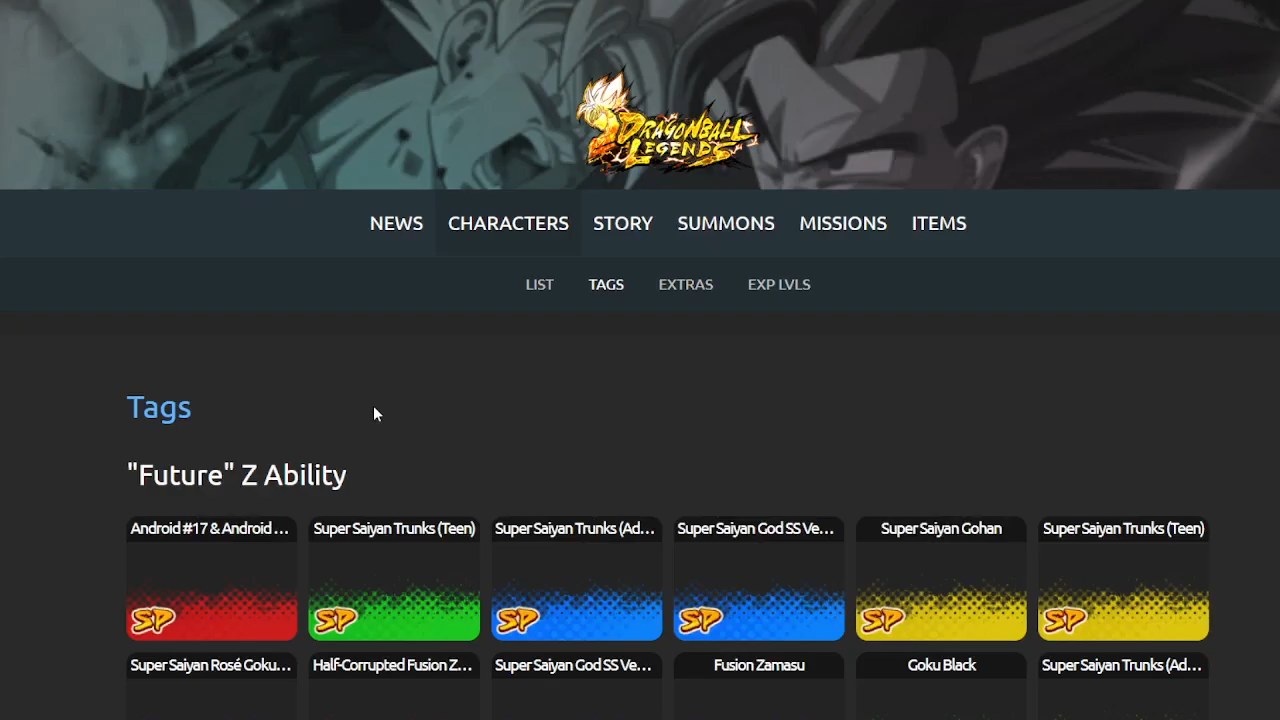 DRAGONBALL
LEGENDS
NEWS CHARACTERS STORY SUMMONS MISSIONS ITEMS
LIST TAGS EXTRAS EXP LVLS
Tags
"Future" Z Ability
Android #17 & Android ... Super Saiyan Trunks (Teen) Super Saiyan Trunks (Ad... Super Saiyan God SS Ve... Super Saiyan Gohan Super Saiyan Trunks (Teen)
SP SP SP SP SP SP
Super Saiyan Rosé Goku... Half-Corrupted Fusion Z... Super Saiyan God SS Ve... Fusion Zamasu Goku Black Super Saiyan Trunks (Ad...